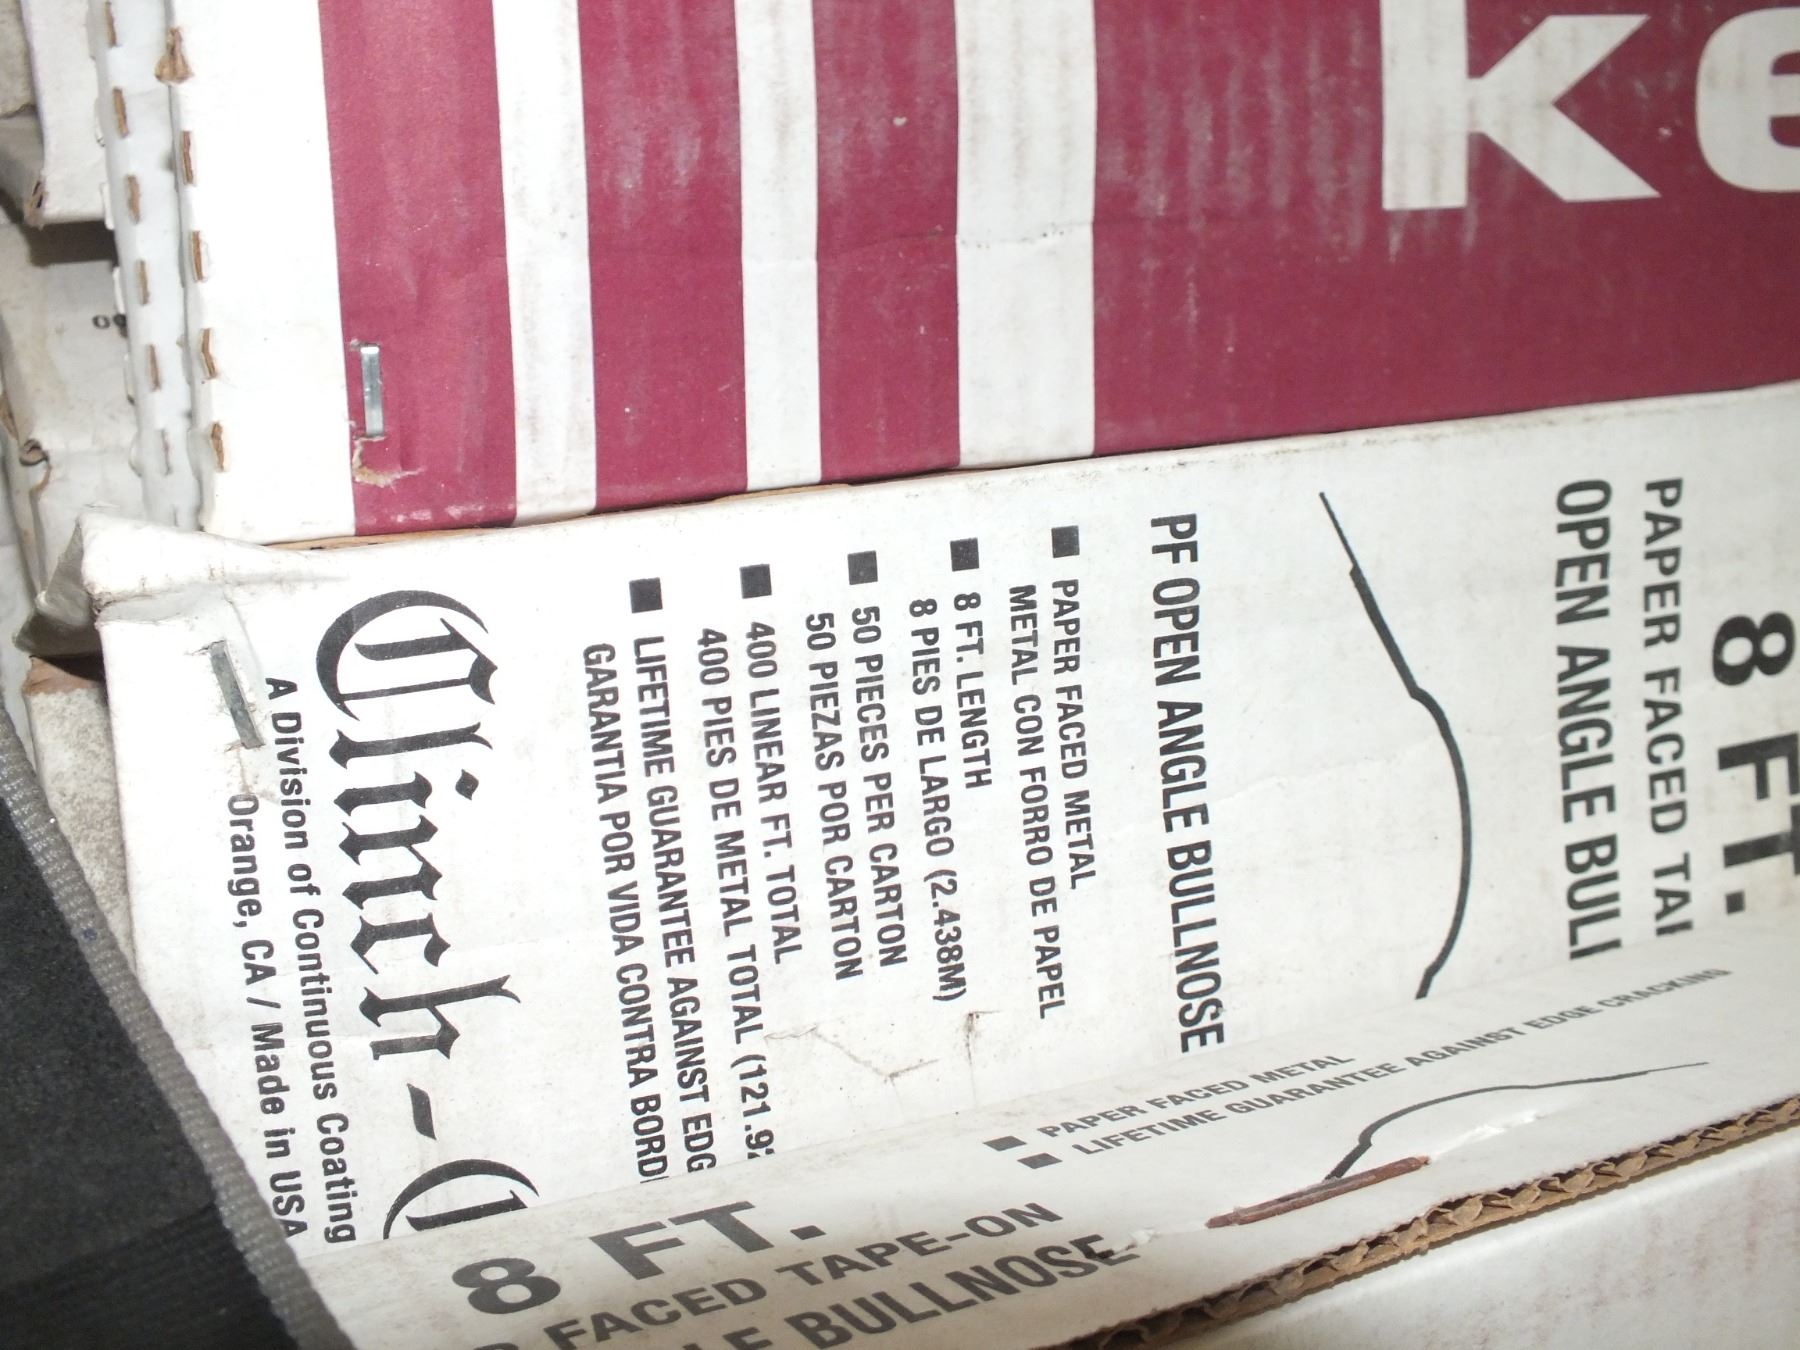 ke
8 FT.
PAPER FACED
OPEN ANGLE
PF OPEN ANGLE BULLNOSE
■ PAPER FACED METAL
METAL CON FORRO DE PAPEL
■ 8 FT. LENGTH
8 PIES DE LARGO (2.438M)
■ 50 PIECES PER CARTON
50 PIEZAS POR CARTON
■ 400 LINEAR FT. TOTAL
400 PIES DE METAL TOTAL (121.92
■ LIFETIME GUARANTEE AGAINST EDG
GARANTIA POR VIDA CONTRA BORD
Clinch-
A Division of Continuous Coating
Orange, CA / Made in USA
■ PAPER FACED METAL
■ LIFETIME GUARANTEE AGAINST EDGE CRACKING
8 FT.
FACED TAPE-ON
LE BULLNOSE